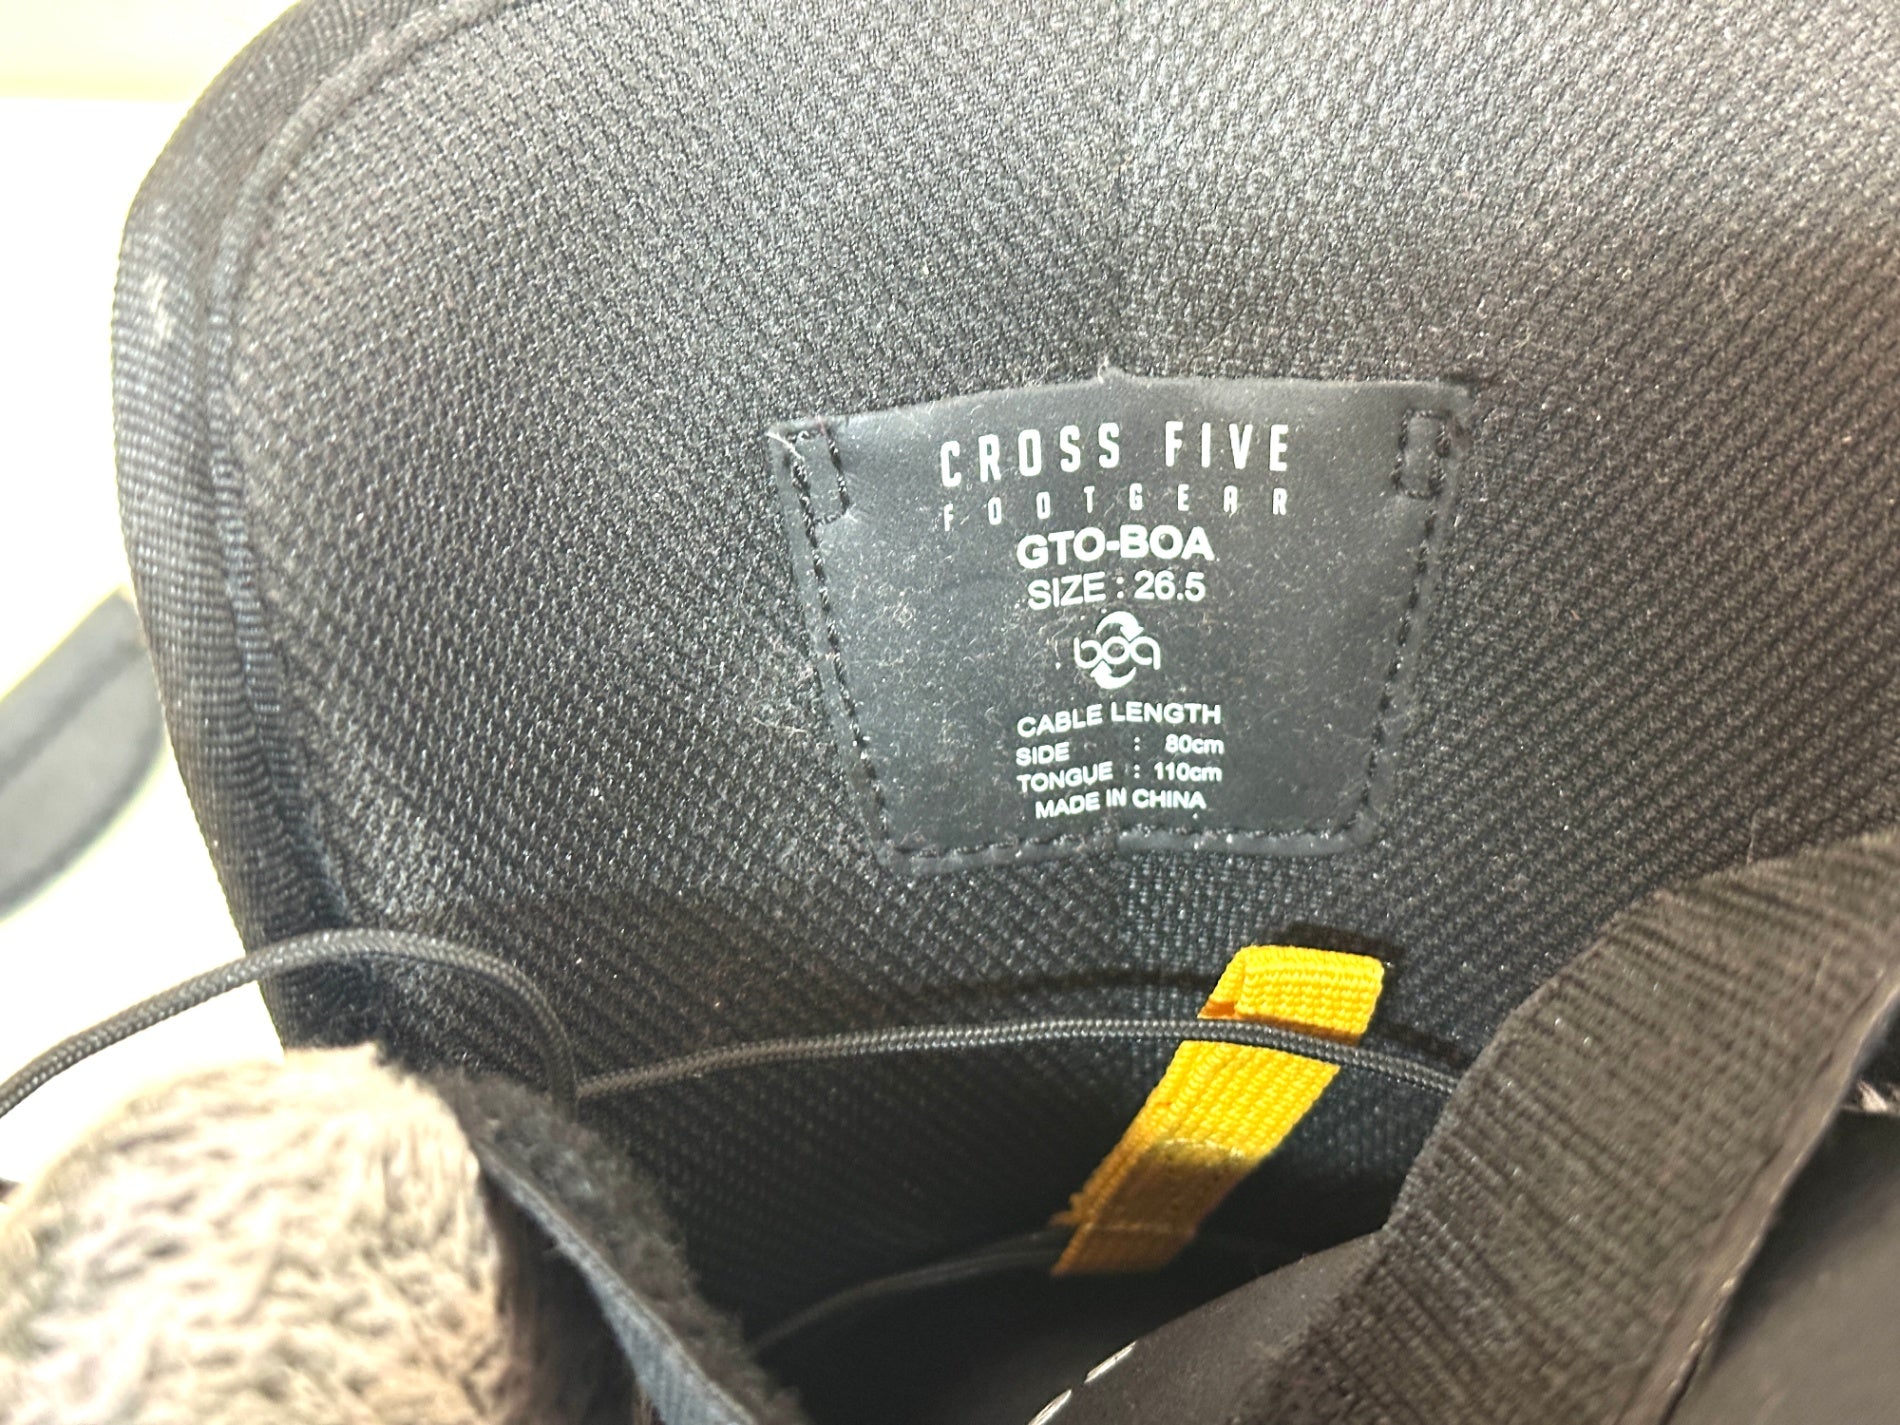 CROSS FIVE
FOOTGEAR
GTO-BOA
SIZE : 26.5
boa
CABLE LENGTH
SIDE : 80cm
TONGUE : 110cm
MADE IN CHINA